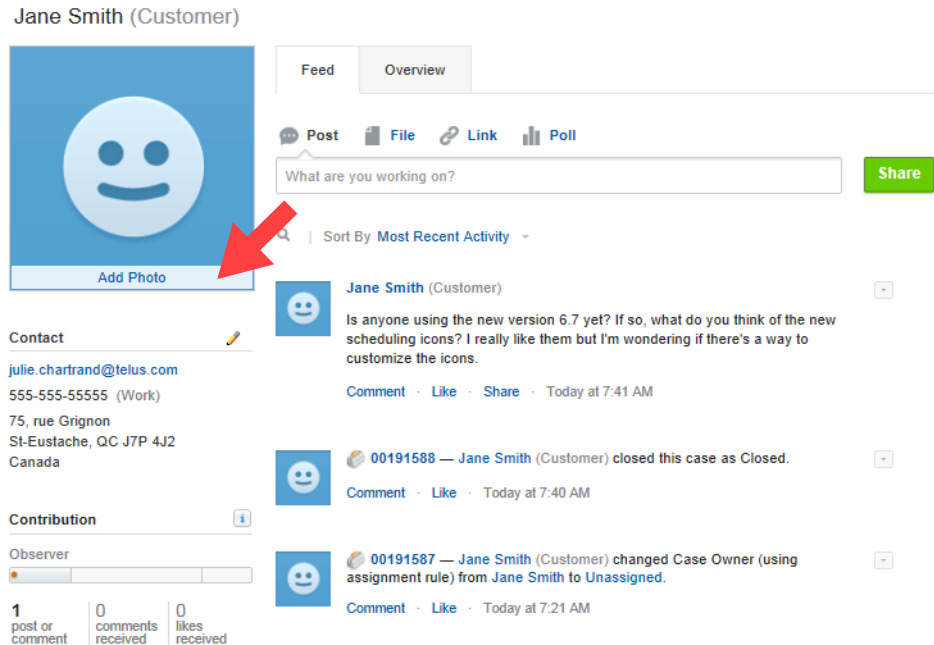 Jane Smith (Customer)
Add Photo
Contact
julie.chartrand@telus.com
555-555-55555 (Work)
75, rue Grignon
St-Eustache, QC J7P 4J2
Canada
Contribution
i
Observer
1
post or
comment
0
comments
received
0
likes
received
Feed
Overview
Post
File
Link
Poll
What are you working on?
Share
| Sort By Most Recent Activity
Jane Smith (Customer)
Is anyone using the new version 6.7 yet? If so, what do you think of the new
scheduling icons? I really like them but I'm wondering if there's a way to
customize the icons.
Comment · Like · Share · Today at 7:41 AM
00191588 — Jane Smith (Customer) closed this case as Closed.
Comment · Like · Today at 7:40 AM
00191587 — Jane Smith (Customer) changed Case Owner (using
assignment rule) from Jane Smith to Unassigned.
Comment · Like · Today at 7:21 AM